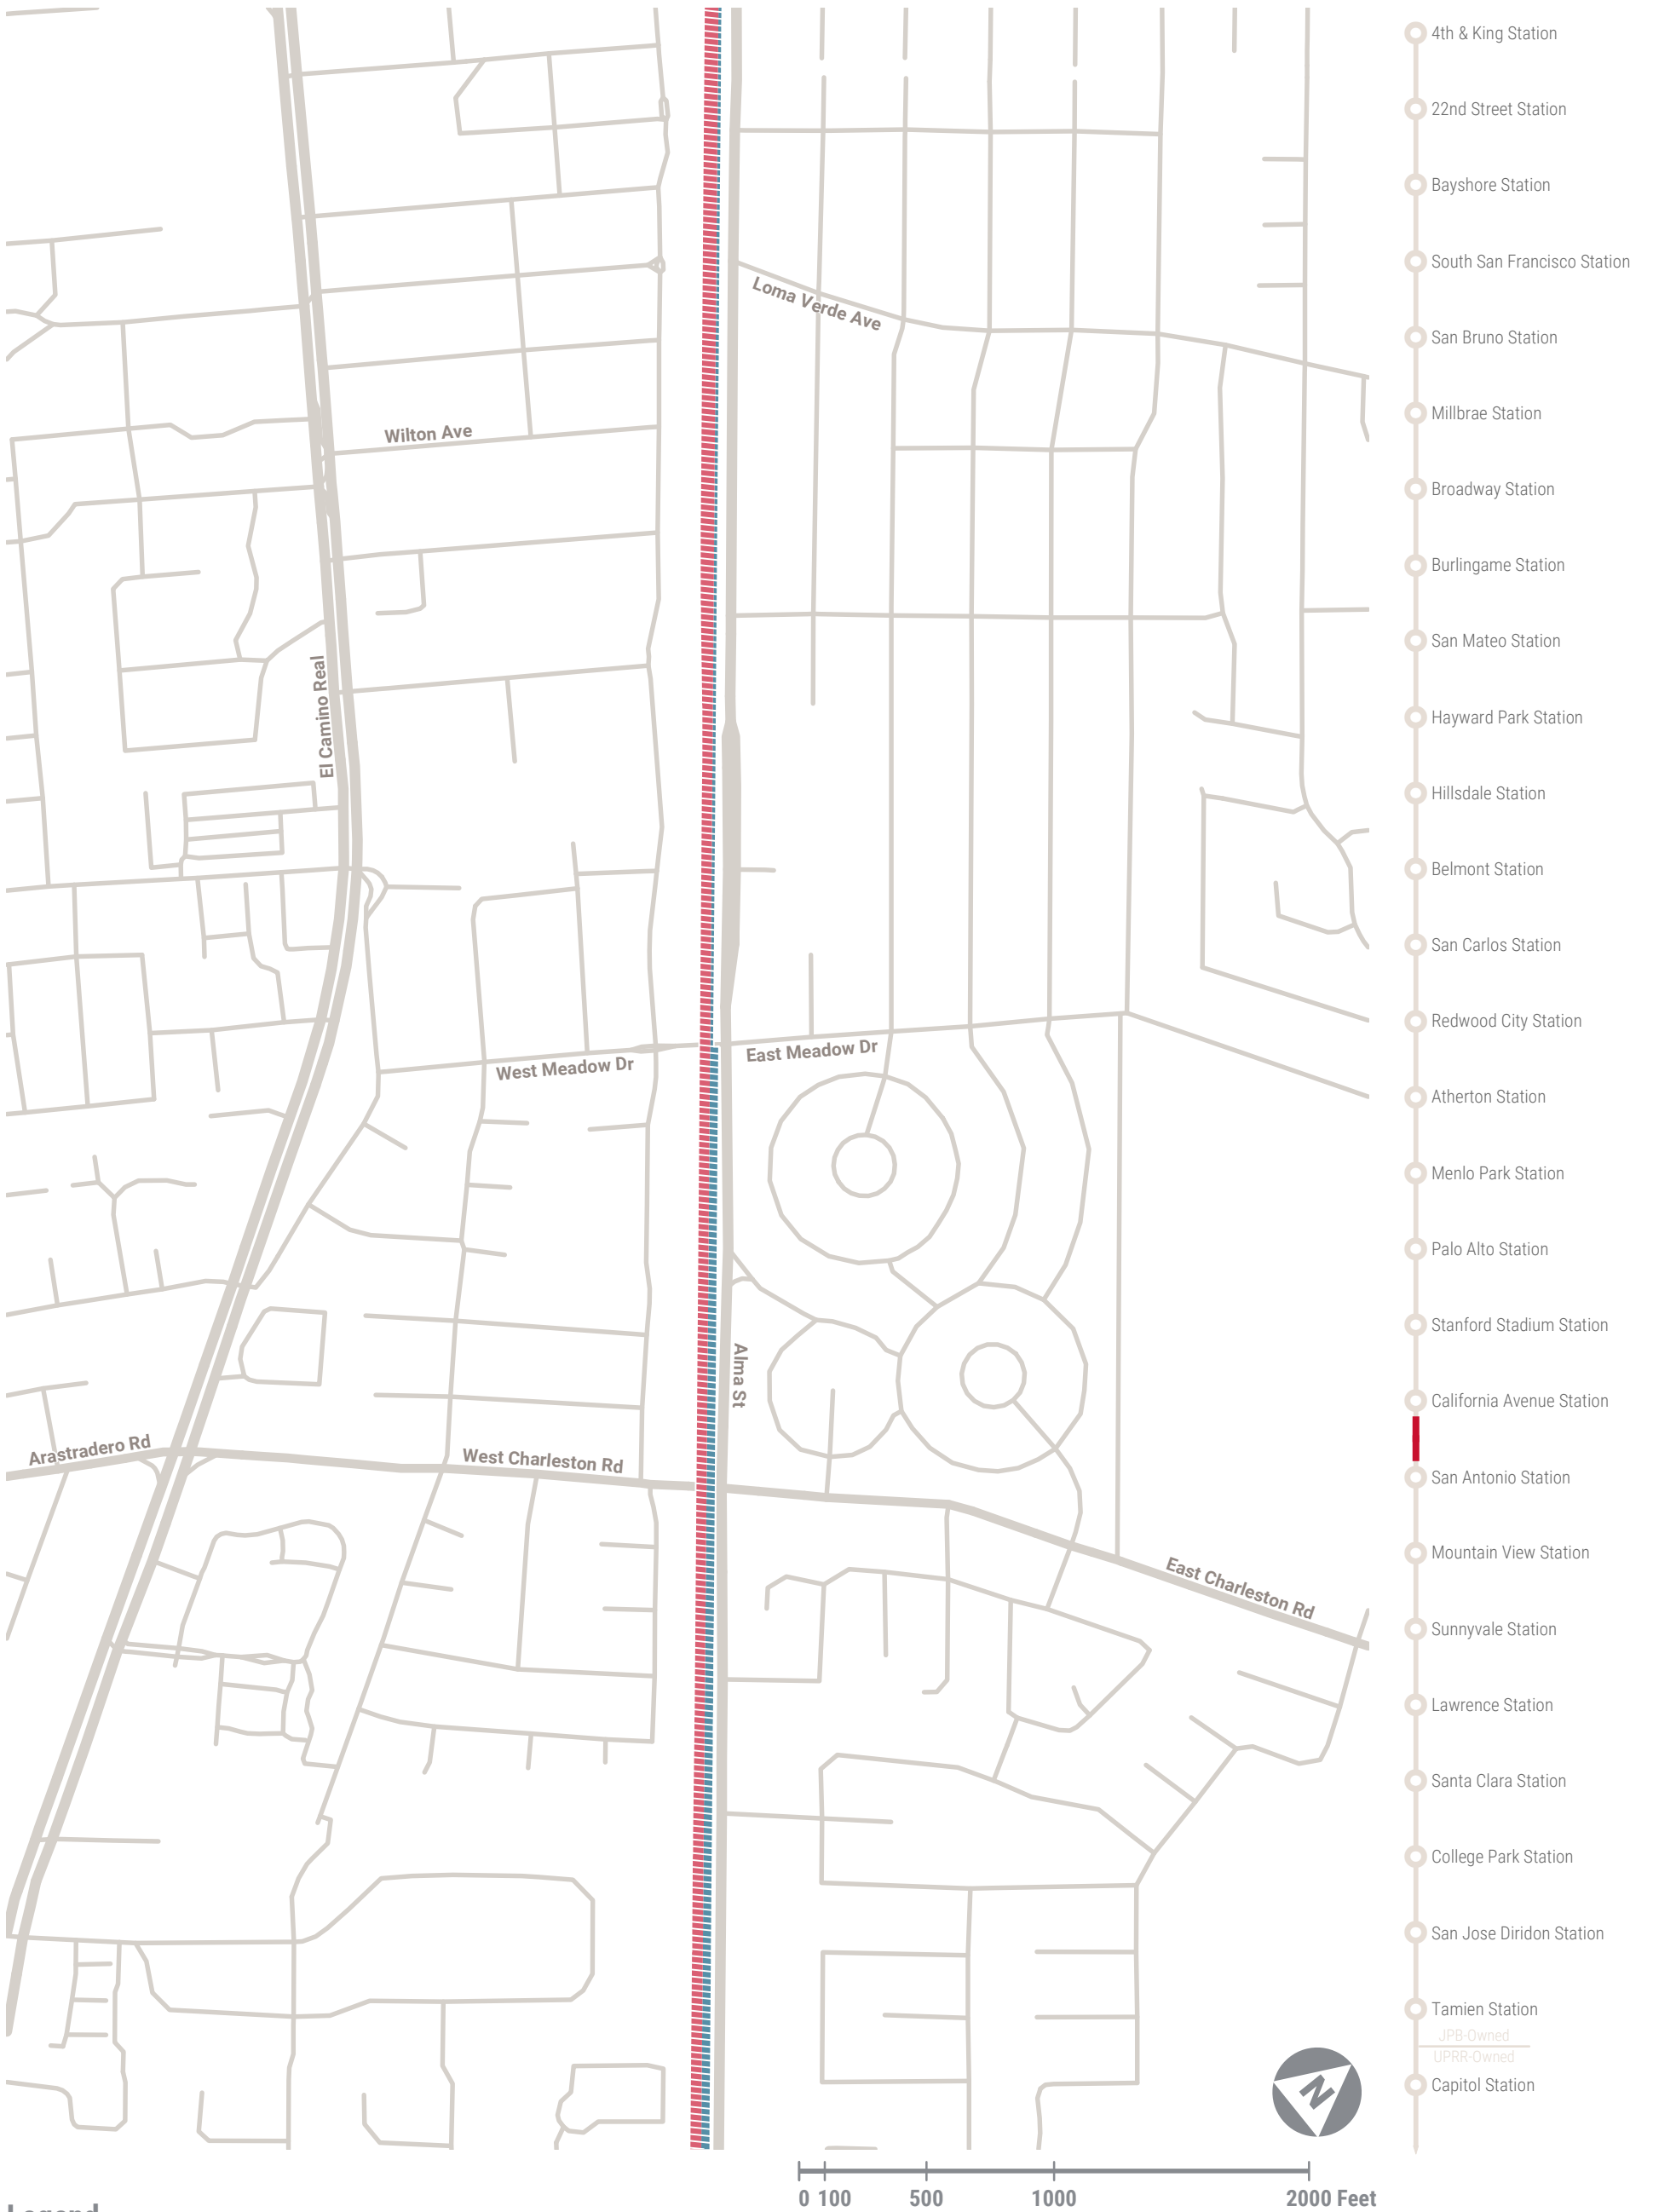 Loma Verde Ave
Wilton Ave
El Camino Real
East Meadow Dr
West Meadow Dr
Alma St
Arastradero Rd
West Charleston Rd
East Charleston Rd
4th & King Station
22nd Street Station
Bayshore Station
South San Francisco Station
San Bruno Station
Millbrae Station
Broadway Station
Burlingame Station
San Mateo Station
Hayward Park Station
Hillsdale Station
Belmont Station
San Carlos Station
Redwood City Station
Atherton Station
Menlo Park Station
Palo Alto Station
Stanford Stadium Station
California Avenue Station
San Antonio Station
Mountain View Station
Sunnyvale Station
Lawrence Station
Santa Clara Station
College Park Station
San Jose Diridon Station
Tamien Station
JPB-Owned
UPRR-Owned
Capitol Station
N
0 100 500 1000 2000 Feet
Legend